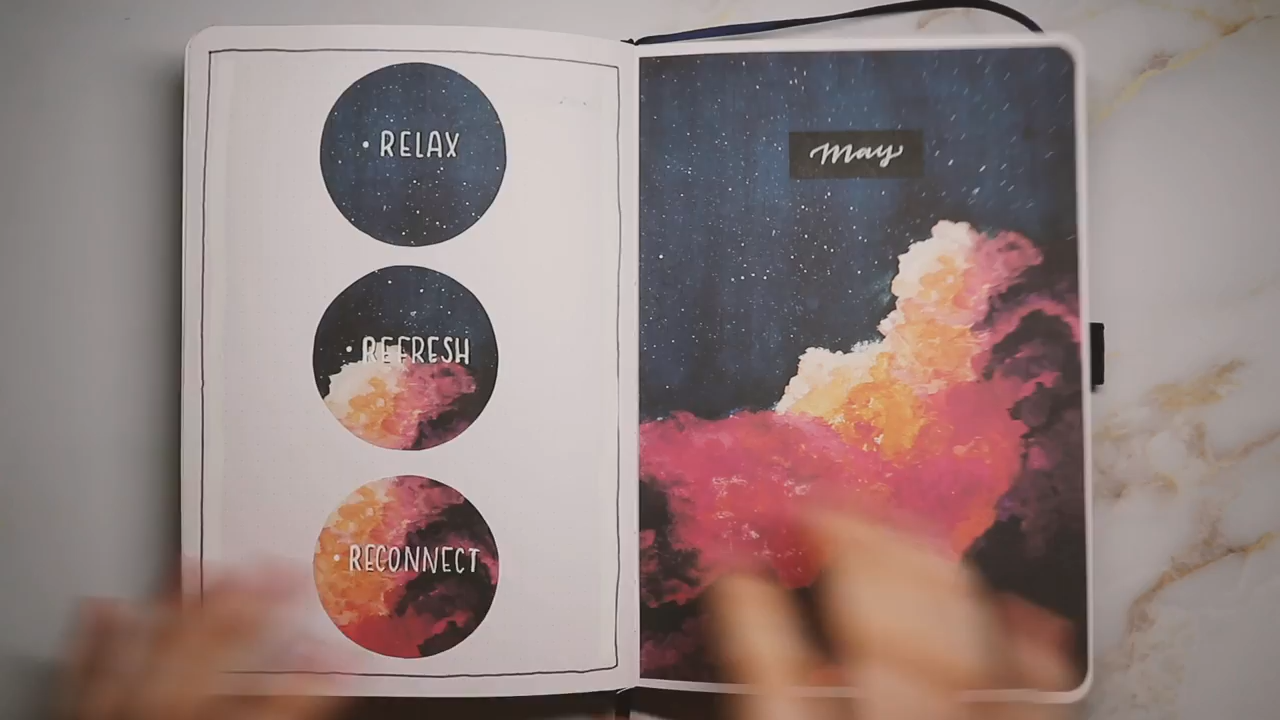 • RELAX
• REFRESH
• RECONNECT
May